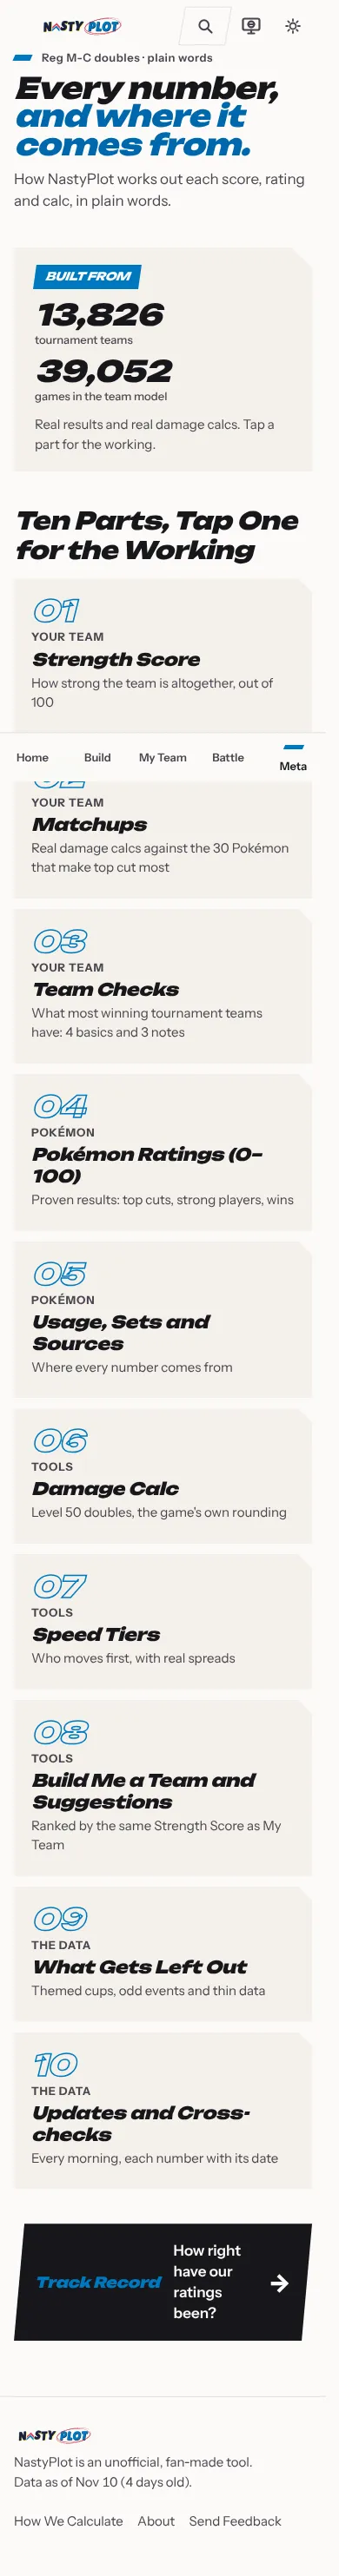 NASTY PLOT
Reg M-C doubles · plain words
Every number,
and where it
comes from.
How NastyPlot works out each score, rating
and calc, in plain words.
BUILT FROM
13,826
tournament teams
39,052
games in the team model
Real results and real damage calcs. Tap a
part for the working.
Ten Parts, Tap One
for the Working
01
YOUR TEAM
Strength Score
How strong the team is altogether, out of
100
Home Build My Team Battle Meta
02
YOUR TEAM
Matchups
Real damage calcs against the 30 Pokémon
that make top cut most
03
YOUR TEAM
Team Checks
What most winning tournament teams
have: 4 basics and 3 notes
04
POKÉMON
Pokémon Ratings (0–
100)
Proven results: top cuts, strong players, wins
05
POKÉMON
Usage, Sets and
Sources
Where every number comes from
06
TOOLS
Damage Calc
Level 50 doubles, the game's own rounding
07
TOOLS
Speed Tiers
Who moves first, with real spreads
08
TOOLS
Build Me a Team and
Suggestions
Ranked by the same Strength Score as My
Team
09
THE DATA
What Gets Left Out
Themed cups, odd events and thin data
10
THE DATA
Updates and Cross-
checks
Every morning, each number with its date
Track Record
How right
have our
ratings
been?
NASTY PLOT
NastyPlot is an unofficial, fan-made tool.
Data as of Nov 10 (4 days old).
How We Calculate About Send Feedback